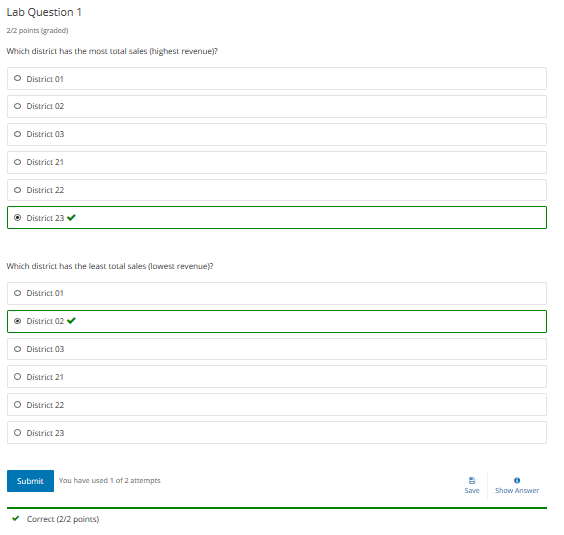 Lab Question 1
2/2 points (graded)
Which district has the most total sales (highest revenue)?
District 01
District 02
District 03
District 21
District 22
District 23
Which district has the least total sales (lowest revenue)?
District 01
District 02
District 03
District 21
District 22
District 23
Submit You have used 1 of 2 attempts Save Show Answer
Correct (2/2 points)